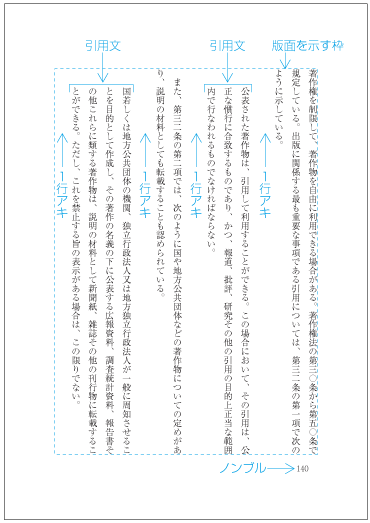 引用文
引用文
版面を示す枠
著作権を制限して、著作物を自由に利用できる場合がある。著作権法の第三〇条から第五〇条で
規定している。出版に関係する最も重要な事項である引用については、第三二条の第一項で次の
ように示している。
1行アキ
公表された著作物は、引用して利用することができる。この場合において、その引用は、公
正な慣行に合致するものであり、かつ、報道、批評、研究その他の引用の目的上正当な範囲
内で行なわれるものでなければならない。
1行アキ
また、第三二条の第二項では、次のように国や地方公共団体などの著作物についての定めがあ
り、説明の材料としても転載することも認められている。
1行アキ
国若しくは地方公共団体の機関、独立行政法人又は地方独立行政法人が一般に周知させるこ
とを目的として作成し、その著作の名義の下に公表する広報資料、調査統計資料、報告書そ
の他これらに類する著作物は、説明の材料として新聞紙、雑誌その他の刊行物に転載するこ
とができる。ただし、これを禁止する旨の表示がある場合は、この限りでない。
1行アキ
ノンブル
140